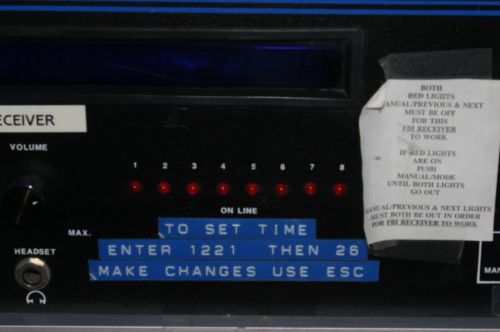 ECEIVER
VOLUME
MAX.
HEADSET
1 2 3 4 5 6 7 8
ON LINE
TO SET TIME
ENTER 1221 THEN 26
MAKE CHANGES USE ESC
BOTH
RED LIGHTS
ANUAL/PREVIOUS & NEXT
MUST BE OFF
FOR THIS
FBI RECEIVER
TO WORK
IF RED LIGHTS
ARE ON
PUSH
MANUAL/MODE
UNTIL BOTH LIGHTS
GO OUT
MANUAL/PREVIOUS & NEXT LIGHTS
MUST BOTH BE OUT IN ORDER
FOR FBI RECEIVER TO WORK
MAN